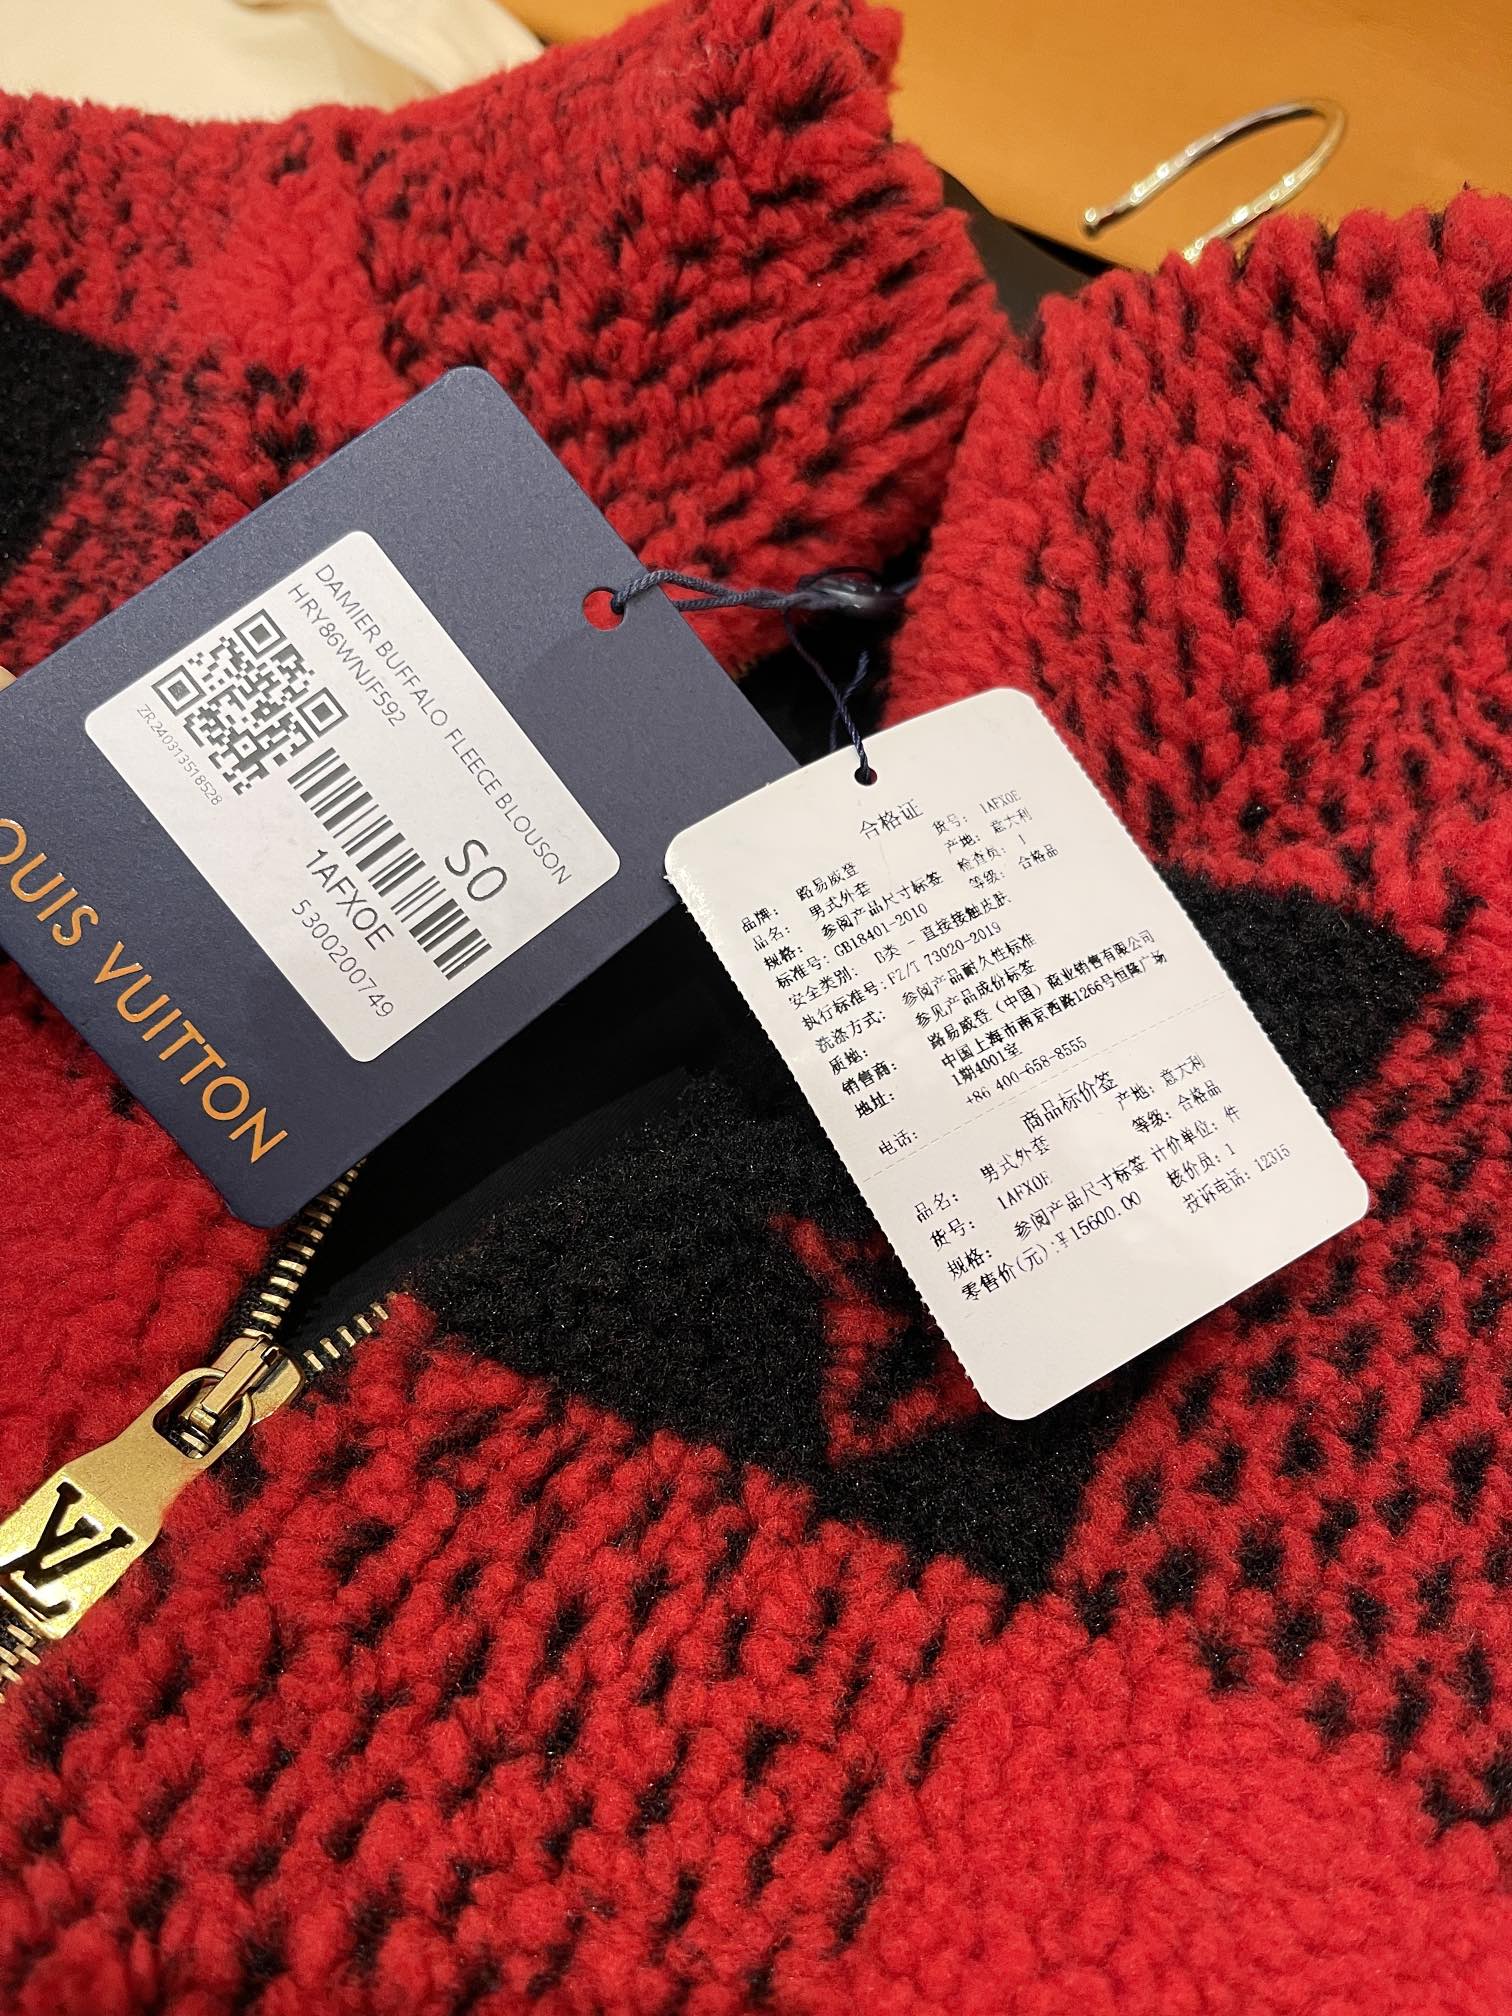 DAMIER BUFFALO FLEECE BLOUSON
HRY86WNJF592
ZR240313518528
S0
1AFXOE
5300200749
LOUIS VUITTON
合格证
货号: 1AFXOE
品牌: 路易威登 产地: 意大利
品名: 男式外套 检查员: 1
规格: 参阅产品尺寸标签 等级: 合格品
标准号: GB18401-2010
安全类别: B类 - 直接接触皮肤
执行标准号: FZ/T 73020-2019
洗涤方式: 参阅产品耐久性标准
质地: 参见产品成份标签
销售商: 路易威登(中国)商业销售有限公司
地址: 中国上海市南京西路1266号恒隆广场
1期4001室
电话: +86 400-658-8555
商品标价签
品名: 男式外套 产地: 意大利
货号: 1AFXOE 等级: 合格品
规格: 参阅产品尺寸标签 计价单位: 件
零售价(元):¥15600.00 核价员: 1
投诉电话: 12315
LV